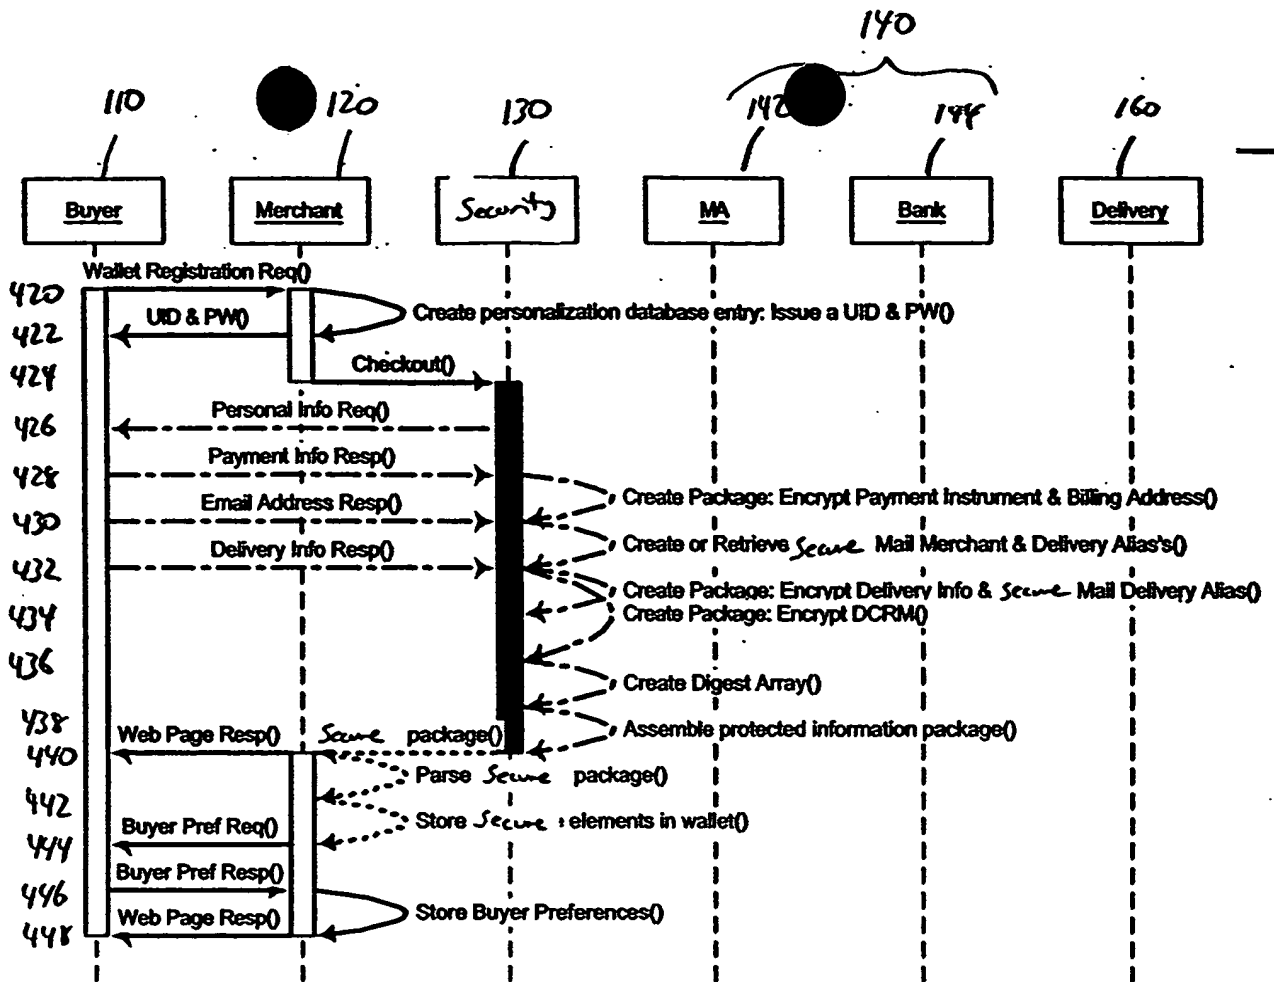 140
110 120 130 142 144 160
Buyer Merchant Security MA Bank Delivery
Wallet Registration Req()
420
Create personalization database entry: Issue a UID & PW()
UID & PW()
422
Checkout()
424
Personal Info Req()
426
Payment Info Resp()
428
Create Package: Encrypt Payment Instrument & Billing Address()
Email Address Resp()
430
Create or Retrieve Secure Mail Merchant & Delivery Alias's()
Delivery Info Resp()
432
Create Package: Encrypt Delivery Info & Secure Mail Delivery Alias()
434
Create Package: Encrypt DCRM()
436
Create Digest Array()
438
Web Page Resp() Secure package() Assemble protected information package()
440
Parse Secure package()
442
Store Secure elements in wallet()
Buyer Pref Req()
444
Buyer Pref Resp()
446
Store Buyer Preferences()
Web Page Resp()
448